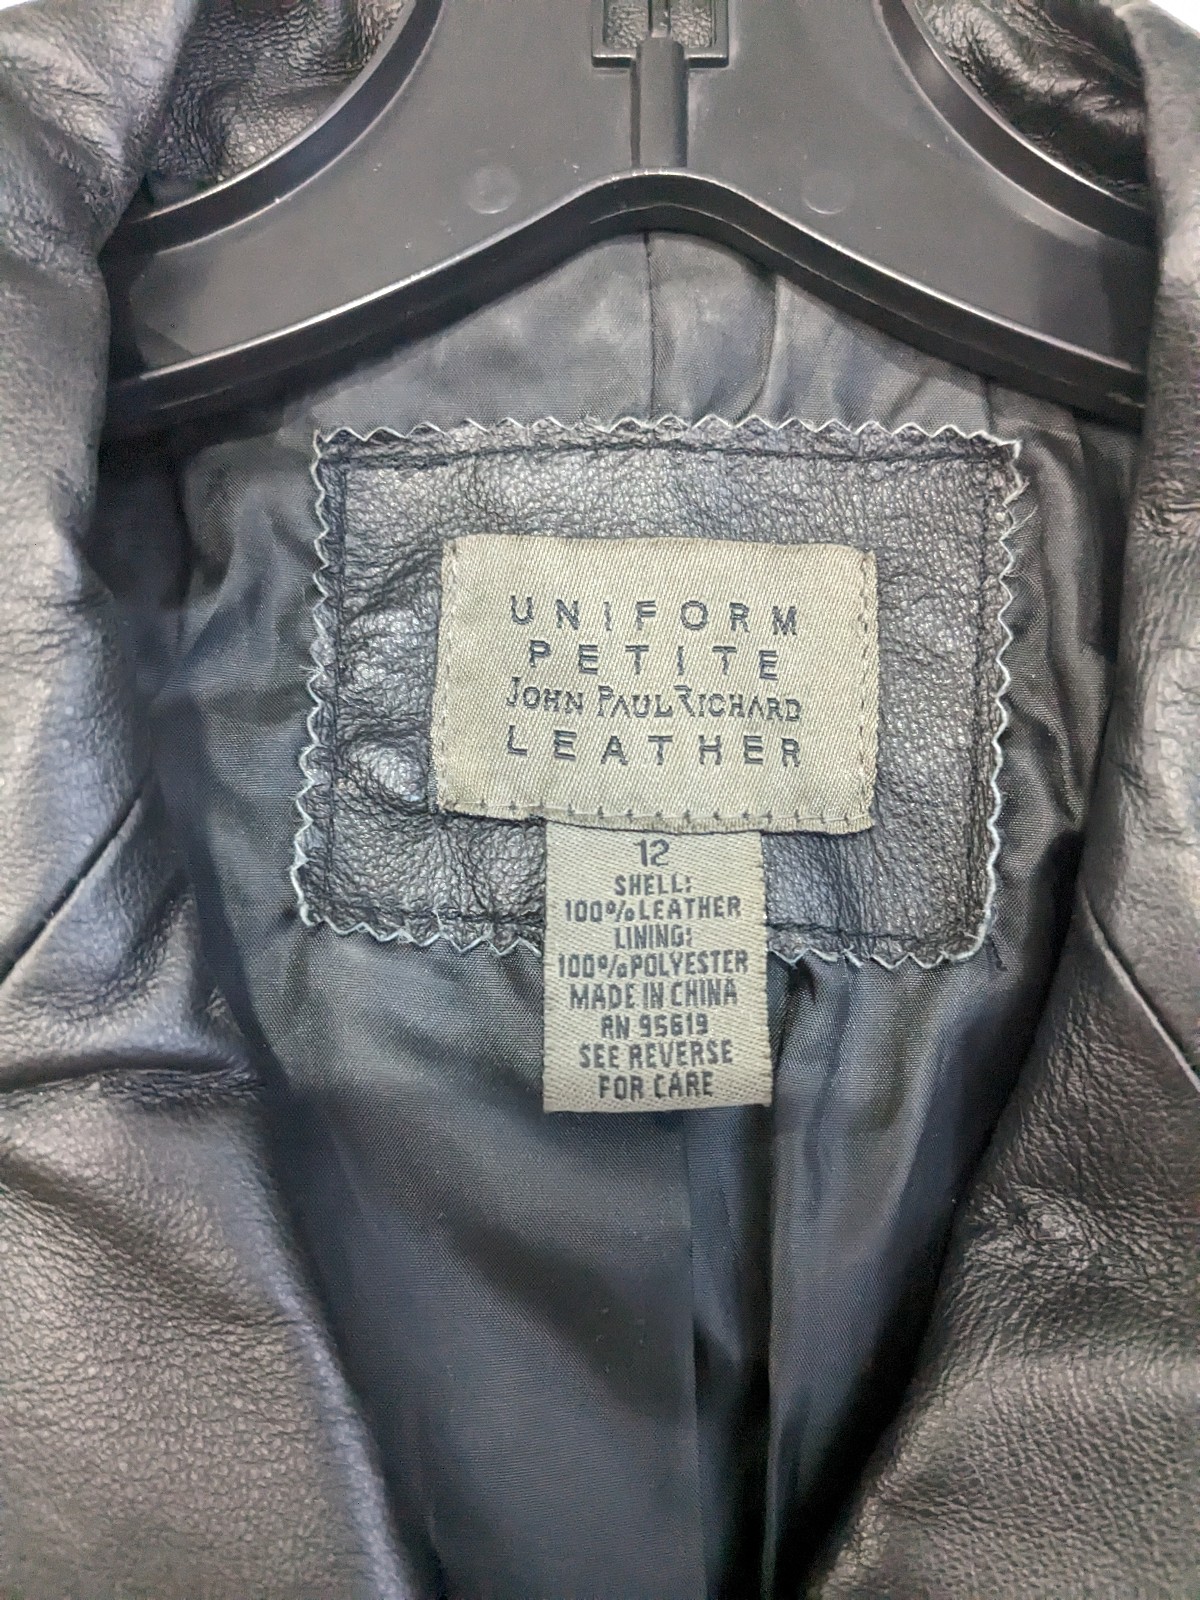 UNIFORM
PETITE
JOHN PAUL RICHARD
LEATHER
12
SHELL:
100% LEATHER
LINING:
100% POLYESTER
MADE IN CHINA
RN 95619
SEE REVERSE
FOR CARE